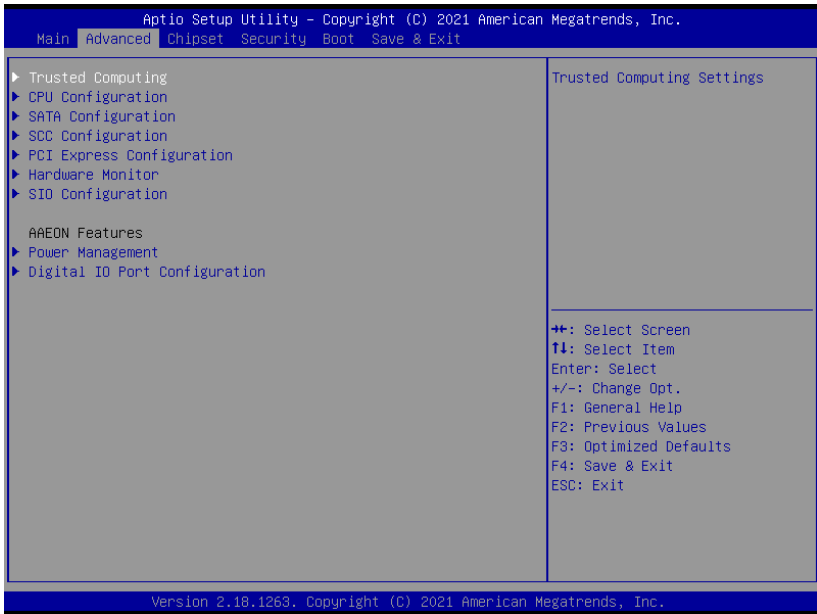 Aptio Setup Utility – Copyright (C) 2021 American Megatrends, Inc.
Main Advanced Chipset Security Boot Save & Exit
▶ Trusted Computing
▶ CPU Configuration
▶ SATA Configuration
▶ SCC Configuration
▶ PCI Express Configuration
▶ Hardware Monitor
▶ SIO Configuration
AAEON Features
▶ Power Management
▶ Digital IO Port Configuration
Trusted Computing Settings
→←: Select Screen
↑↓: Select Item
Enter: Select
+/-: Change Opt.
F1: General Help
F2: Previous Values
F3: Optimized Defaults
F4: Save & Exit
ESC: Exit
Version 2.18.1263. Copyright (C) 2021 American Megatrends, Inc.